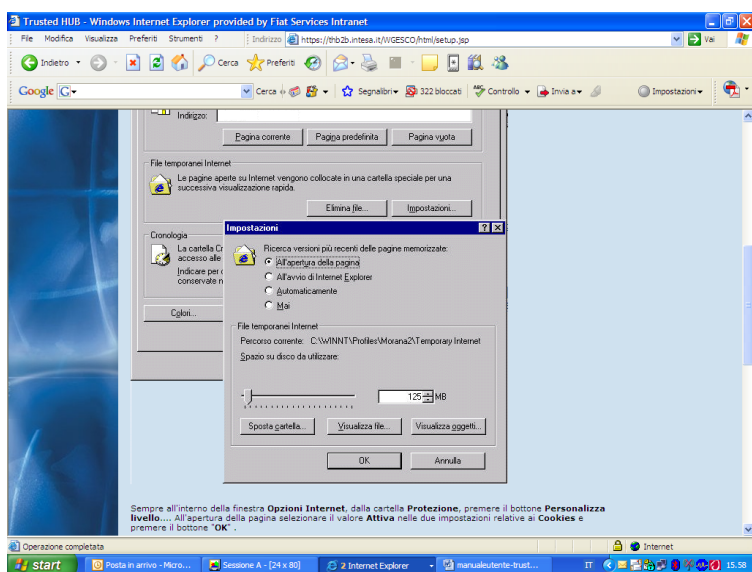 Trusted HUB - Windows Internet Explorer provided by Fiat Services Intranet
File Modifica Visualizza Preferiti Strumenti ? Indirizzo https://thb2b.intesa.it/WGESCO/html/setup.jsp Vai
Indietro Cerca Preferiti
Google G Cerca Segnalibri 322 bloccati Controllo Invia a Impostazioni
Indirizzo:
Pagina corrente Pagina predefinita Pagina vuota
File temporanei Internet
Le pagine aperte su Internet vengono collocate in una cartella speciale per una
successiva visualizzazione rapida.
Elimina file... Impostazioni...
Cronologia
La cartella Cr
accesso alle
Indicare per
conservate n
Colori...
Impostazioni
Ricerca versioni più recenti delle pagine memorizzate:
All'apertura della pagina
All'avvio di Internet Explorer
Automaticamente
Mai
File temporanei Internet
Percorso corrente: C:\WINNT\Profiles\Morana2\Temporary Internet
Spazio su disco da utilizzare:
125 MB
Sposta cartella... Visualizza file... Visualizza oggetti...
OK Annulla
Sempre all'interno della finestra Opzioni Internet, dalla cartella Protezione, premere il bottone Personalizza
livello.... All'apertura della pagina selezionare il valore Attiva nelle due impostazioni relative ai Cookies e
premere il bottone "OK" .
Operazione completata Internet
start Posta in arrivo - Micro... Sessione A - [24 x 80] 2 Internet Explorer manualeutente-trust... IT 15.58